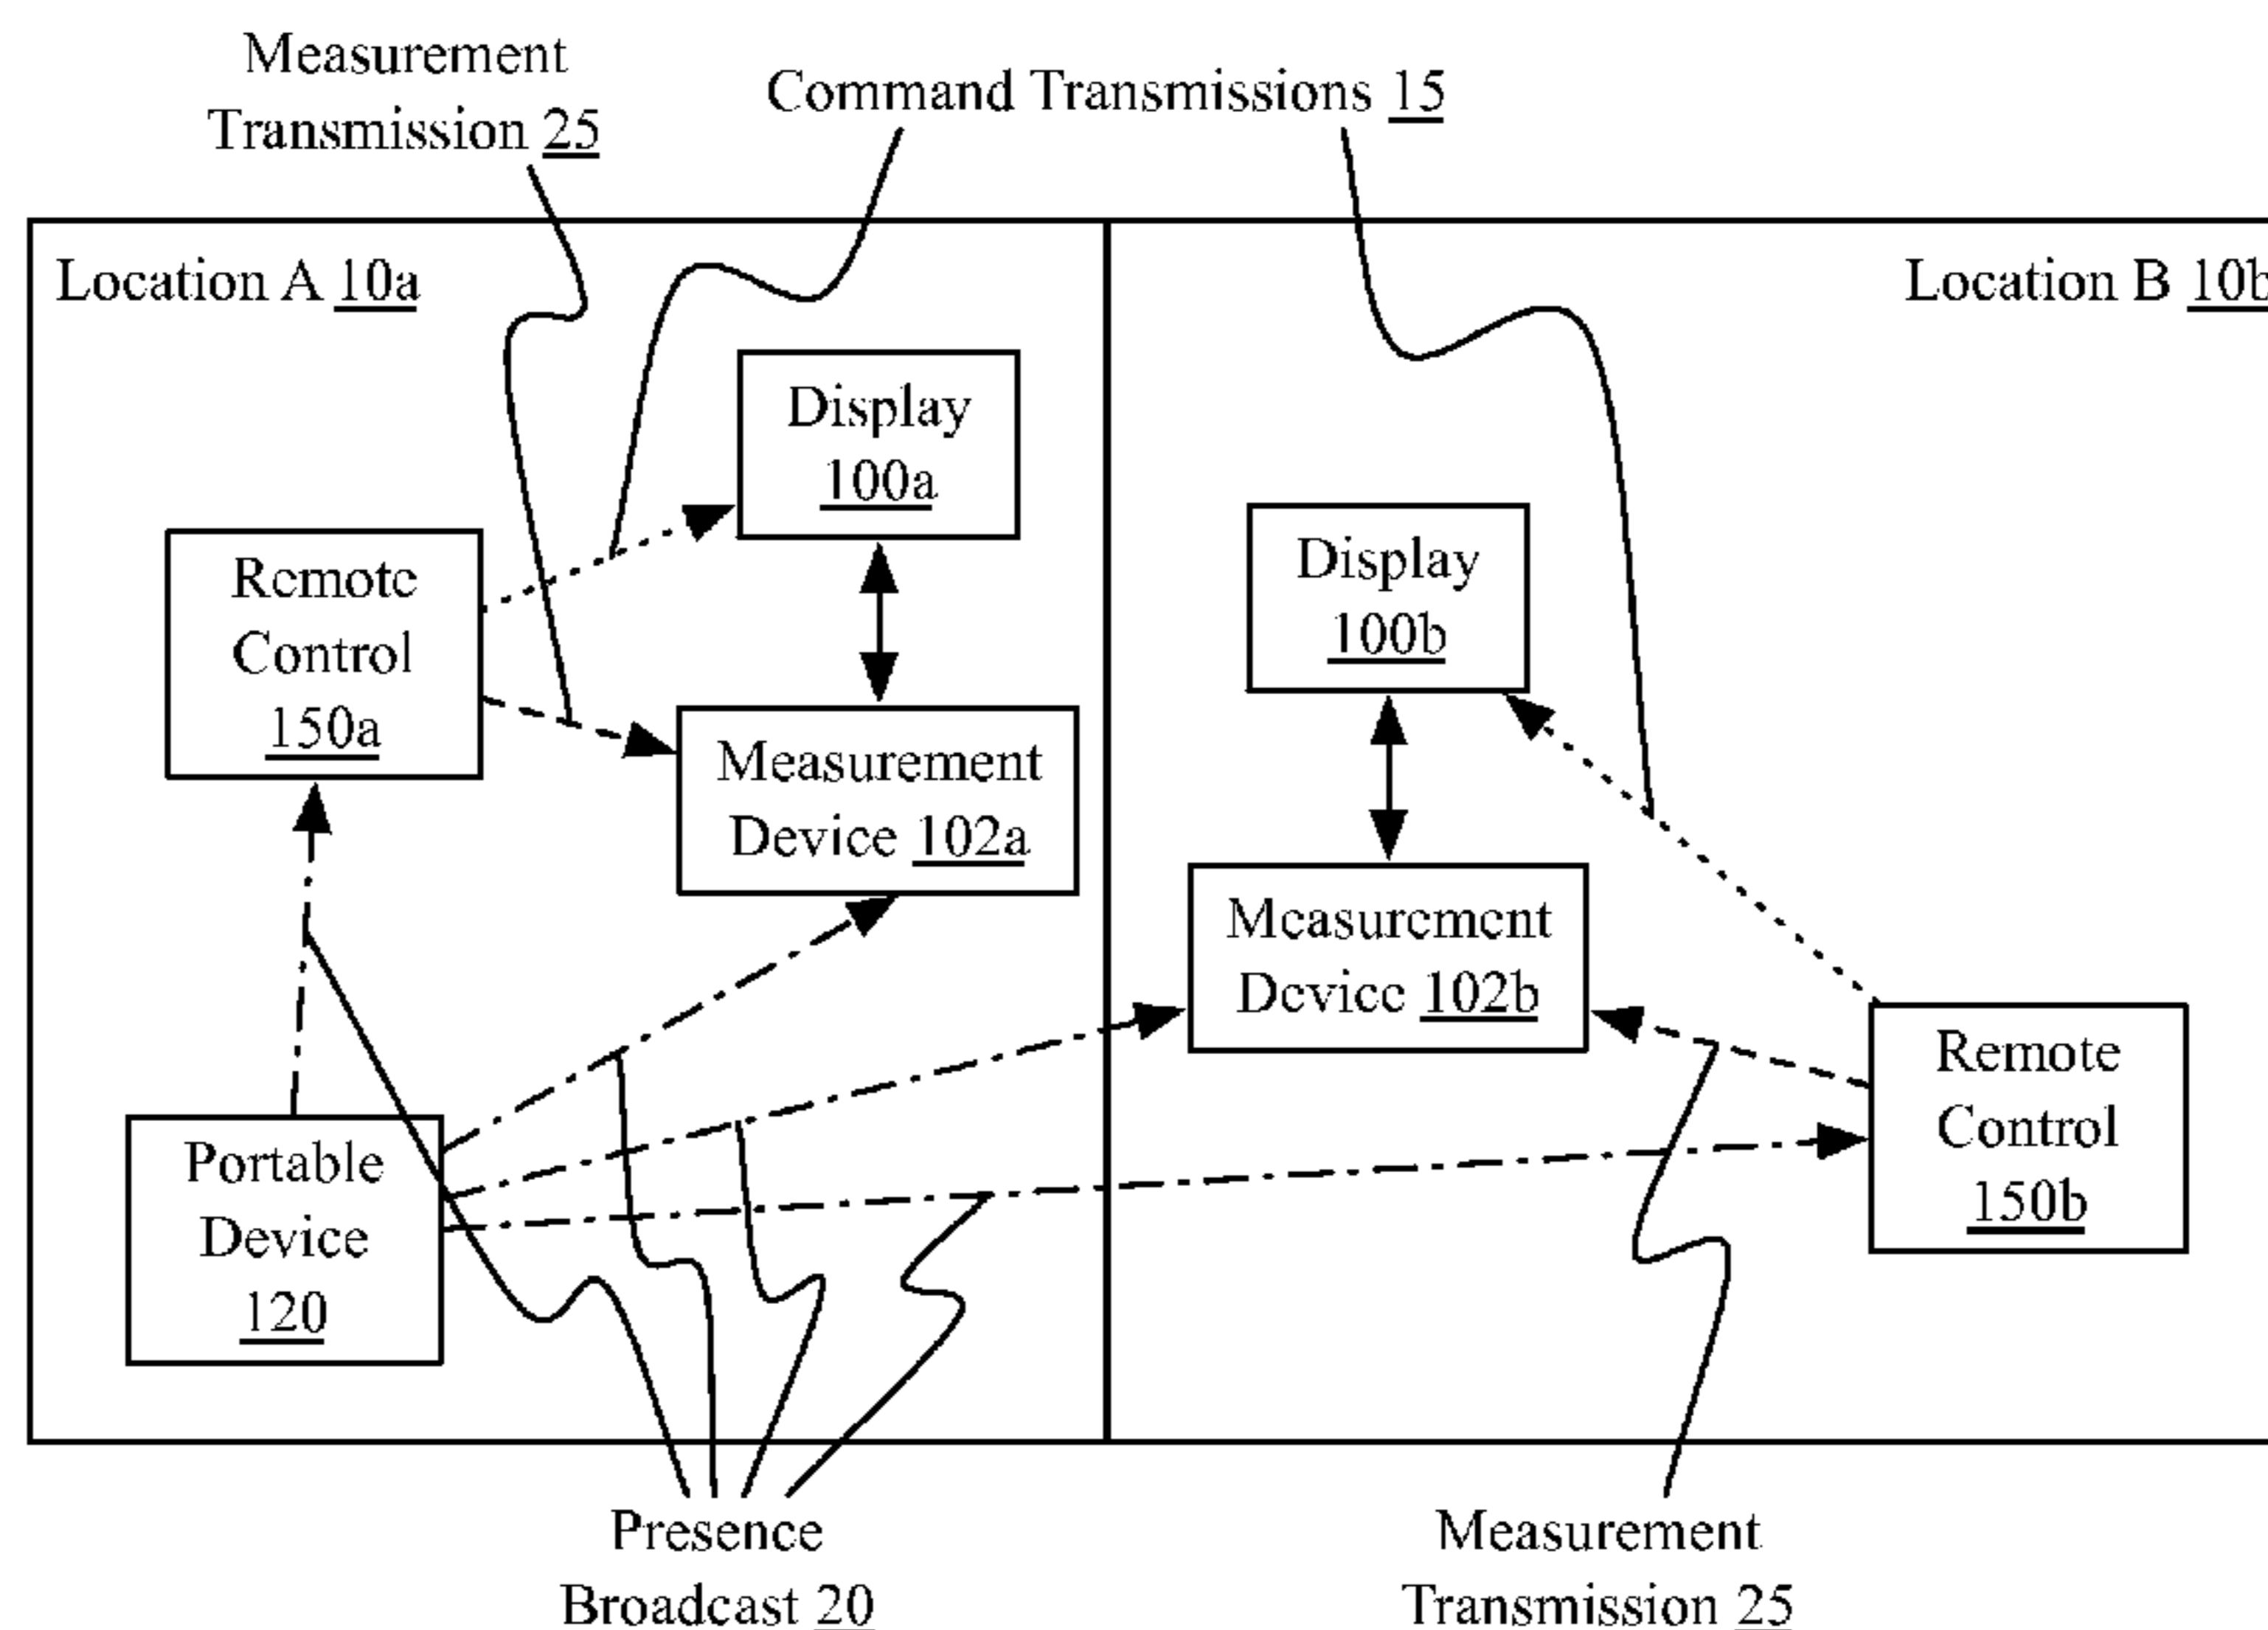 Measurement
Transmission 25
Command Transmissions 15
Location A 10a
Location B 10b
Display
100a
Remote
Control
150a
Display
100b
Measurement
Device 102a
Measurement
Device 102b
Remote
Control
150b
Portable
Device
120
Presence
Broadcast 20
Measurement
Transmission 25